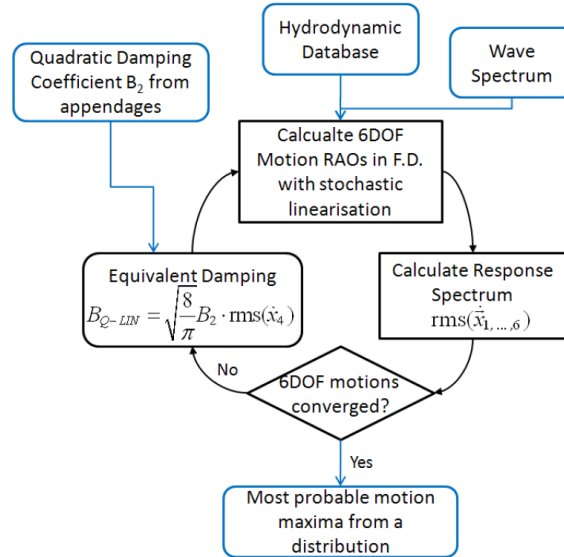 Quadratic Damping
Coefficient B₂ from
appendages
Hydrodynamic
Database
Wave
Spectrum
Calcualte 6DOF
Motion RAOs in F.D.
with stochastic
linearisation
Equivalent Damping
B_{Q-LIN} = √(8/π) B₂ · rms(ẋ₄)
Calculate Response
Spectrum
rms(ẋ⃗₁,...,₆)
No
6DOF motions
converged?
Yes
Most probable motion
maxima from a
distribution